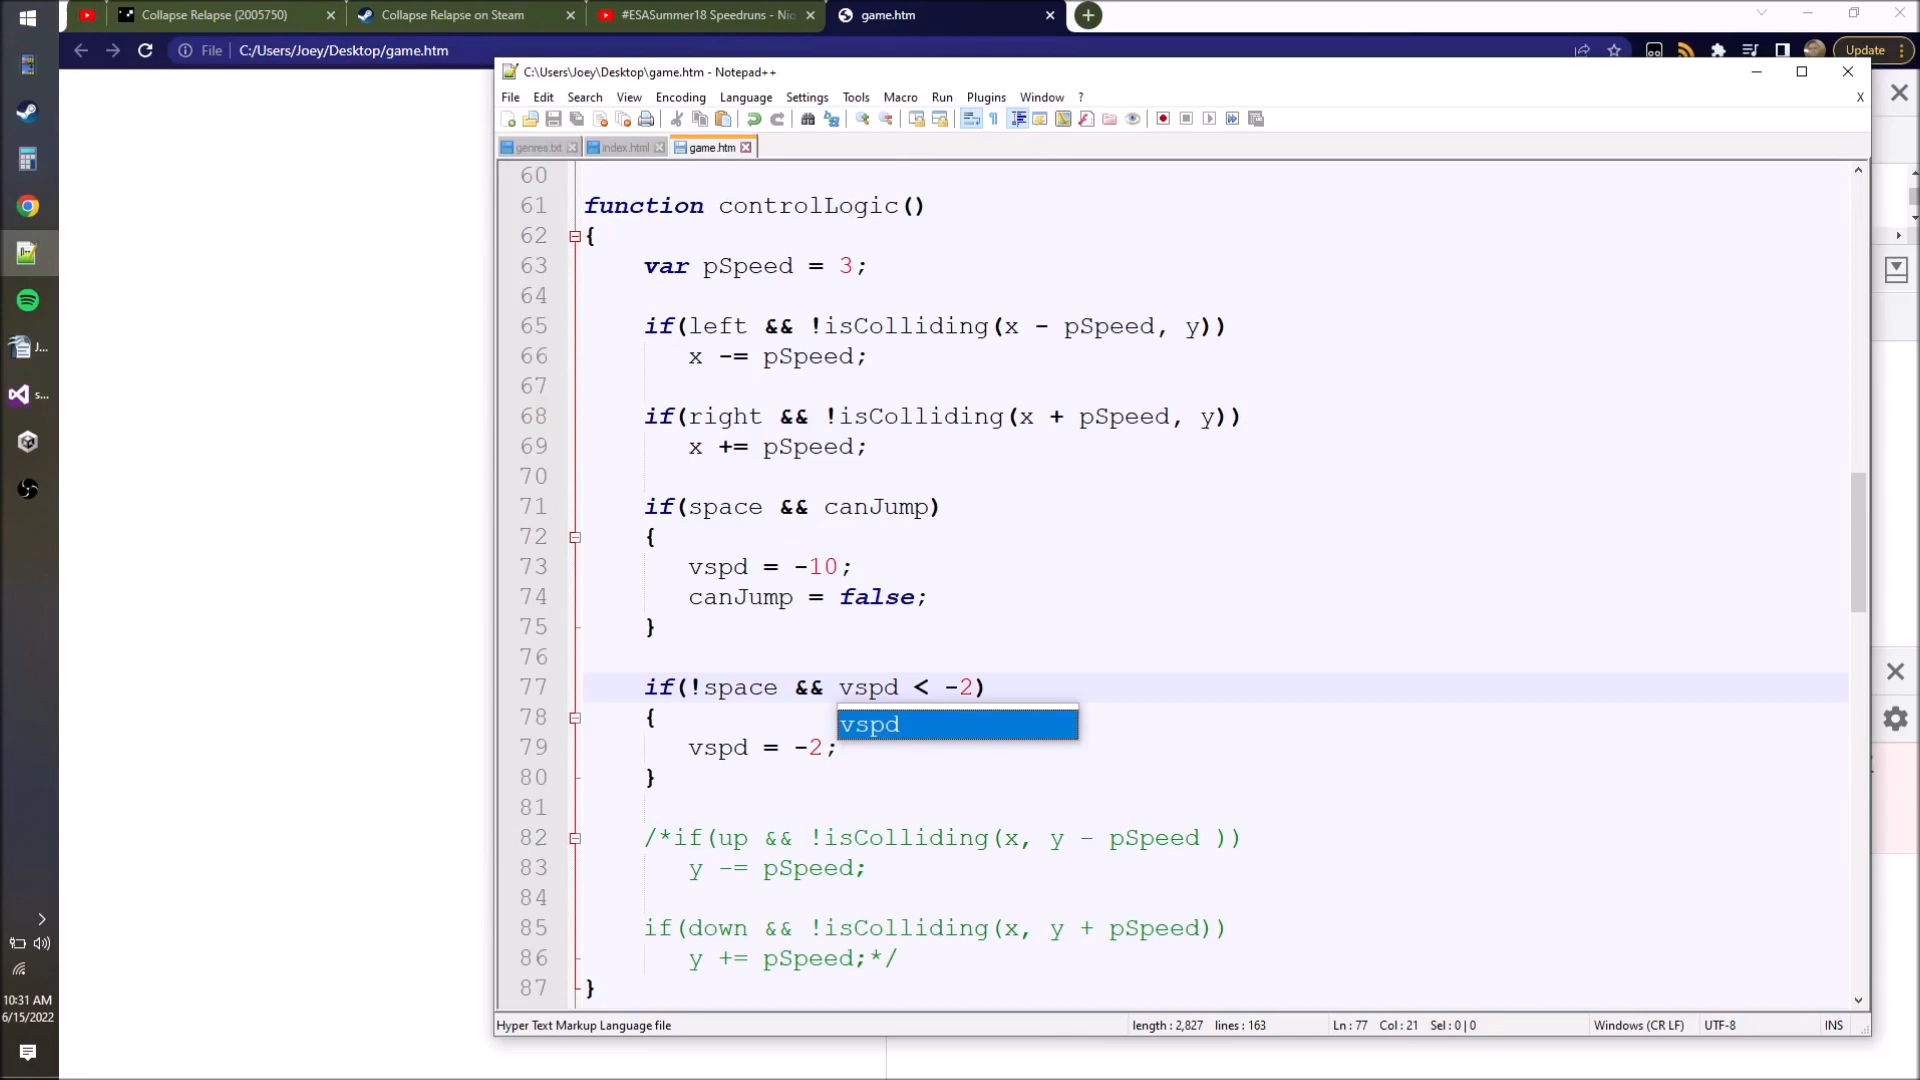 Collapse Relapse (2005750)
Collapse Relapse on Steam
#ESASummer18 Speedruns - Nic
game.htm
File
C:/Users/Joey/Desktop/game.htm
Update
C:\Users\Joey\Desktop\game.htm - Notepad++
File Edit Search View Encoding Language Settings Tools Macro Run Plugins Window ?
X
genres.txt
index.html
game.htm
60
61 function controlLogic()
62 {
63 var pSpeed = 3;
64
65 if(left && !isColliding(x - pSpeed, y))
66 x -= pSpeed;
67
68 if(right && !isColliding(x + pSpeed, y))
69 x += pSpeed;
70
71 if(space && canJump)
72 {
73 vspd = -10;
74 canJump = false;
75 }
76
77 if(!space && vspd < -2)
78 {
vspd
79 vspd = -2;
80 }
81
82 /*if(up && !isColliding(x, y - pSpeed ))
83 y -= pSpeed;
84
85 if(down && !isColliding(x, y + pSpeed))
86 y += pSpeed;*/
87 }
Hyper Text Markup Language file
length : 2,827 lines : 163
Ln : 77 Col : 21 Sel : 0 | 0
Windows (CR LF)
UTF-8
INS
J...
s...
10:31 AM
6/15/2022